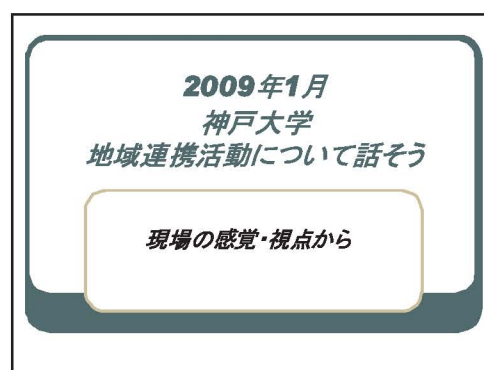 2009年1月
神戸大学
地域連携活動について話そう
現場の感覚・視点から